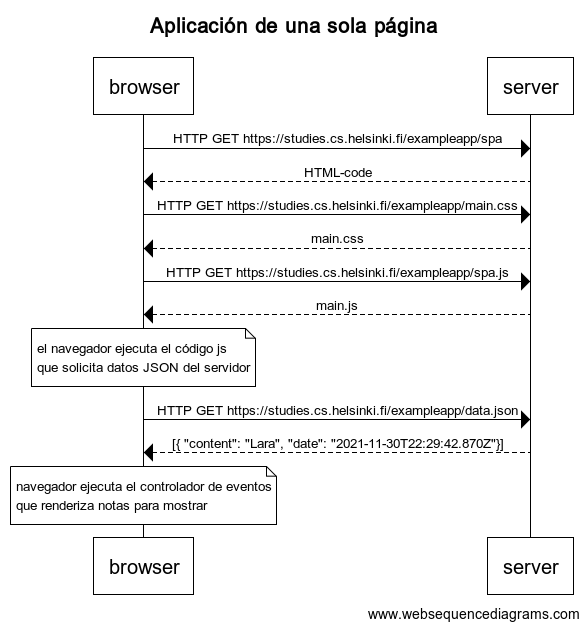 Aplicación de una sola página
browser
server
HTTP GET https://studies.cs.helsinki.fi/exampleapp/spa
HTML-code
HTTP GET https://studies.cs.helsinki.fi/exampleapp/main.css
main.css
HTTP GET https://studies.cs.helsinki.fi/exampleapp/spa.js
main.js
el navegador ejecuta el código js
que solicita datos JSON del servidor
HTTP GET https://studies.cs.helsinki.fi/exampleapp/data.json
[{ "content": "Lara", "date": "2021-11-30T22:29:42.870Z"}]
navegador ejecuta el controlador de eventos
que renderiza notas para mostrar
browser
server
www.websequencediagrams.com